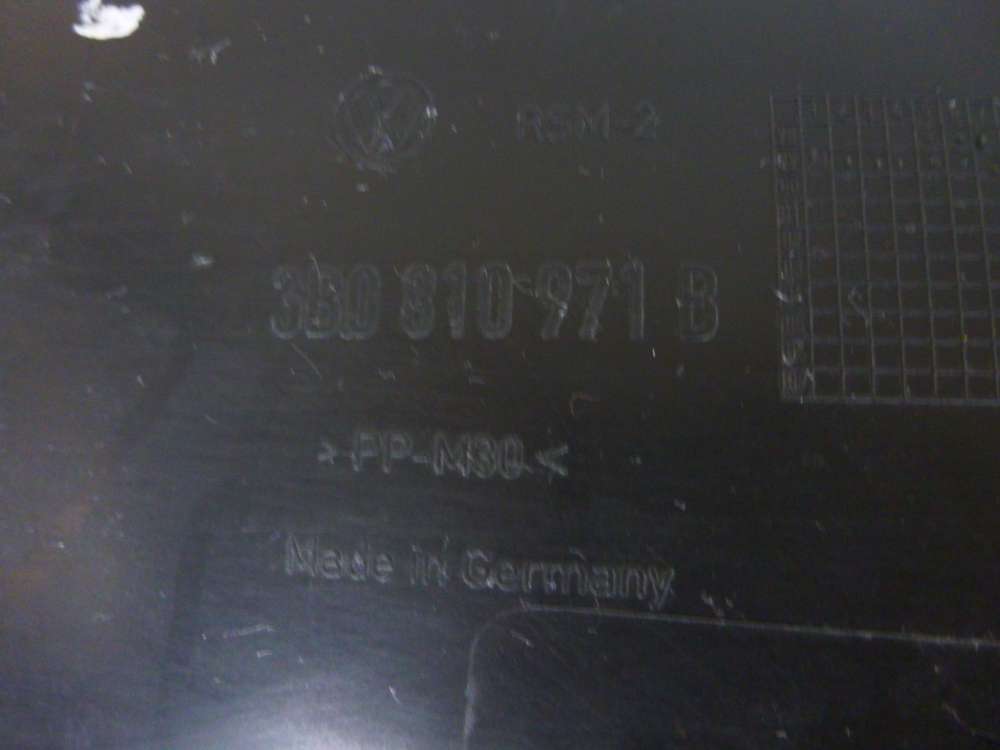 RSM-2
3B0 810 971 B
>PP-M30<
Made in Germany